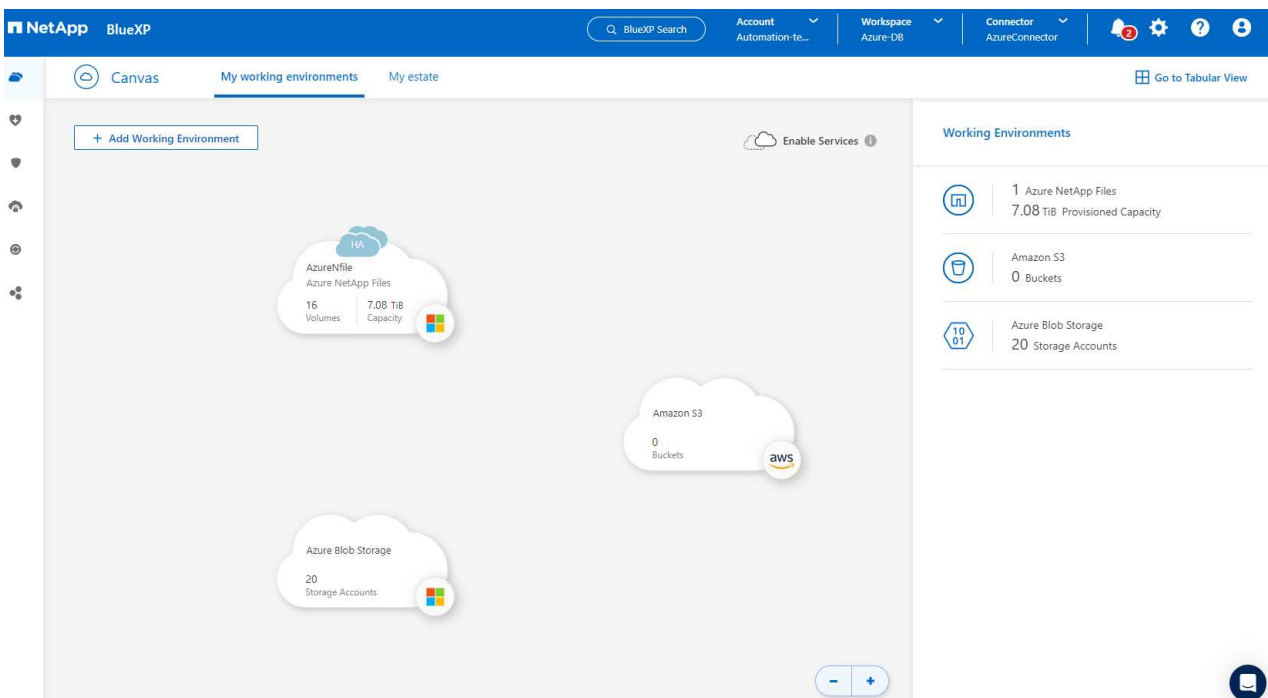 NetApp BlueXP
BlueXP Search
Account
Automation-te...
Workspace
Azure-DB
Connector
AzureConnector
2
Canvas
My working environments
My estate
Go to Tabular View
+ Add Working Environment
Enable Services
Working Environments
1 Azure NetApp Files
7.08 TiB Provisioned Capacity
Amazon S3
0 Buckets
10
01
Azure Blob Storage
20 Storage Accounts
HA
AzureNfile
Azure NetApp Files
16
Volumes
7.08 TiB
Capacity
Amazon S3
0
Buckets
aws
Azure Blob Storage
20
Storage Accounts
- +